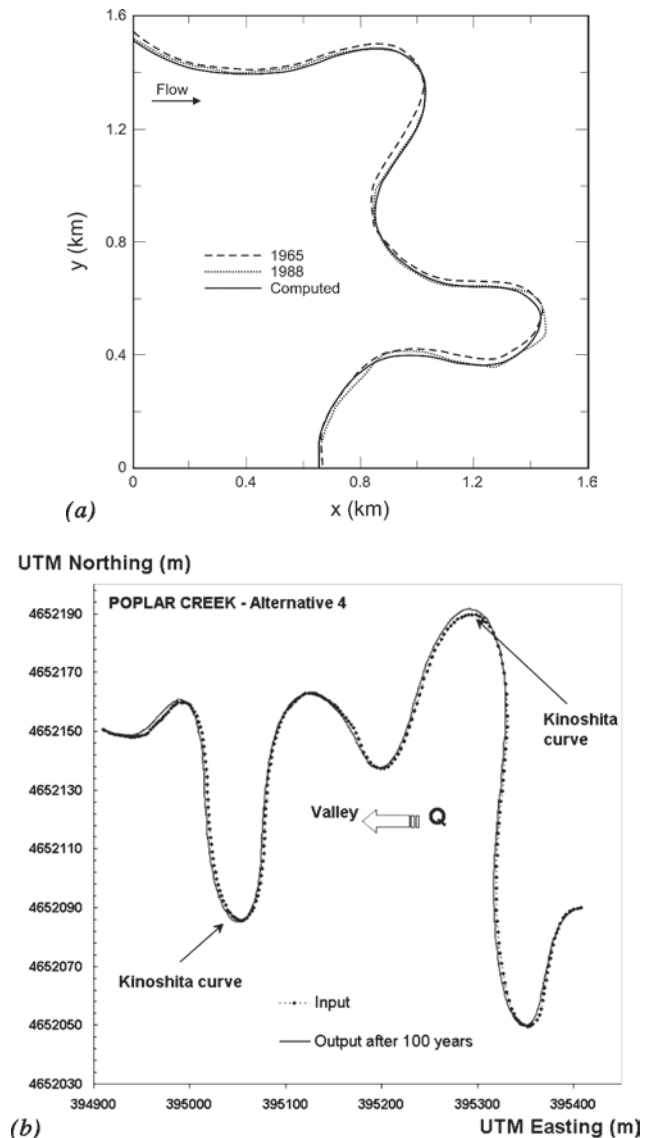 1.6
Flow
1.2
y (km)
0.8
1965
1988
Computed
0.4
0
0 0.4 0.8 1.2 1.6
(a) x (km)
UTM Northing (m)
POPLAR CREEK - Alternative 4
4652190
4652170
Kinoshita
curve
4652150
4652130
Valley Q
4652110
4652090
4652070
Kinoshita curve
Input
4652050
Output after 100 years
4652030
394900 395000 395100 395200 395300 395400
(b) UTM Easting (m)